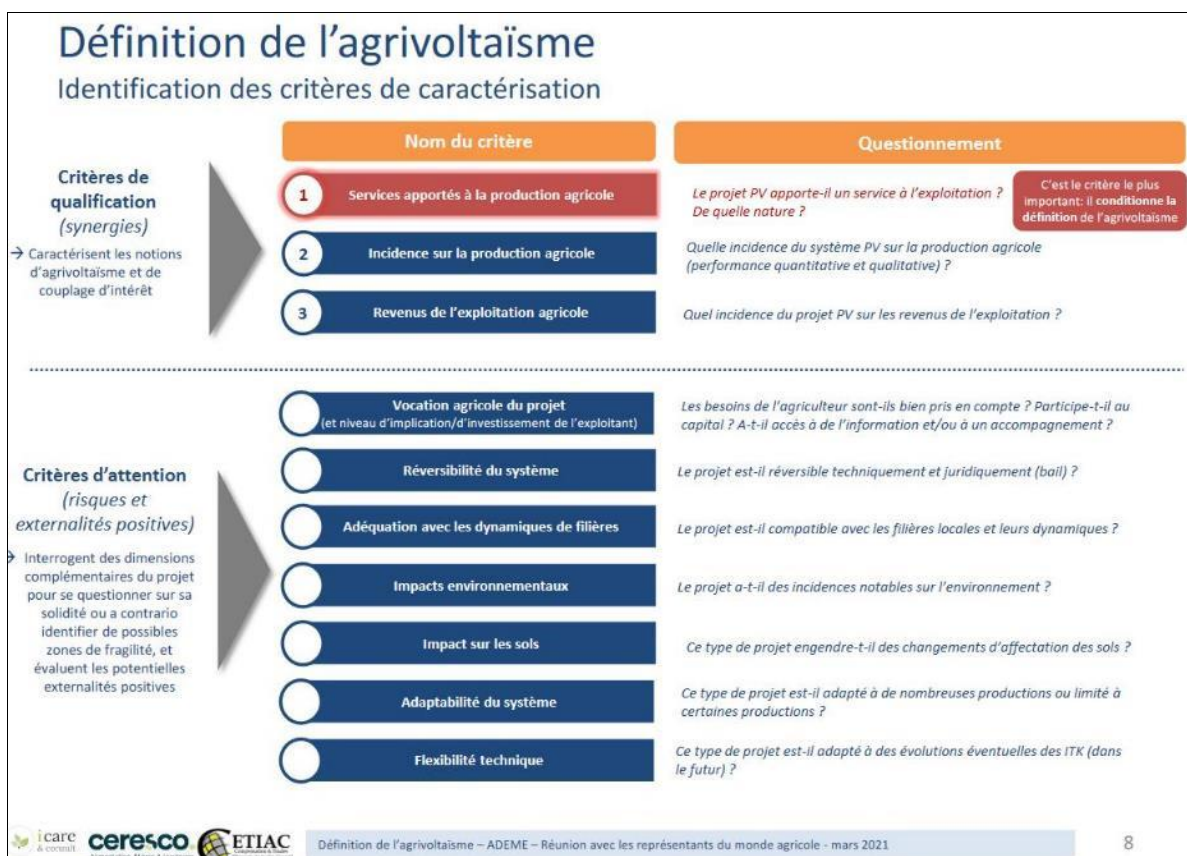 Définition de l'agrivoltaïsme
Identification des critères de caractérisation
Nom du critère
Questionnement
Critères de
qualification
(synergies)
→ Caractérisent les notions
d'agrivoltaïsme et de
couplage d'intérêt
1
Services apportés à la production agricole
Le projet PV apporte-il un service à l'exploitation ?
De quelle nature ?
C'est le critère le plus
important: il conditionne la
définition de l'agrivoltaïsme
2
Incidence sur la production agricole
Quelle incidence du système PV sur la production agricole
(performance quantitative et qualitative) ?
3
Revenus de l'exploitation agricole
Quel incidence du projet PV sur les revenus de l'exploitation ?
Critères d'attention
(risques et
externalités positives)
→ Interrogent des dimensions
complémentaires du projet
pour se questionner sur sa
solidité ou a contrario
identifier de possibles
zones de fragilité, et
évaluent les potentielles
externalités positives
Vocation agricole du projet
(et niveau d'implication/d'investissement de l'exploitant)
Les besoins de l'agriculteur sont-ils bien pris en compte ? Participe-t-il au
capital ? A-t-il accès à de l'information et/ou à un accompagnement ?
Réversibilité du système
Le projet est-il réversible techniquement et juridiquement (bail) ?
Adéquation avec les dynamiques de filières
Le projet est-il compatible avec les filières locales et leurs dynamiques ?
Impacts environnementaux
Le projet a-t-il des incidences notables sur l'environnement ?
Impact sur les sols
Ce type de projet engendre-t-il des changements d'affectation des sols ?
Adaptabilité du système
Ce type de projet est-il adapté à de nombreuses productions ou limité à
certaines productions ?
Flexibilité technique
Ce type de projet est-il adapté à des évolutions éventuelles des ITK (dans
le futur) ?
icare
& consult
ceresco
CETIAC
Définition de l'agrivoltaïsme – ADEME – Réunion avec les représentants du monde agricole - mars 2021
8